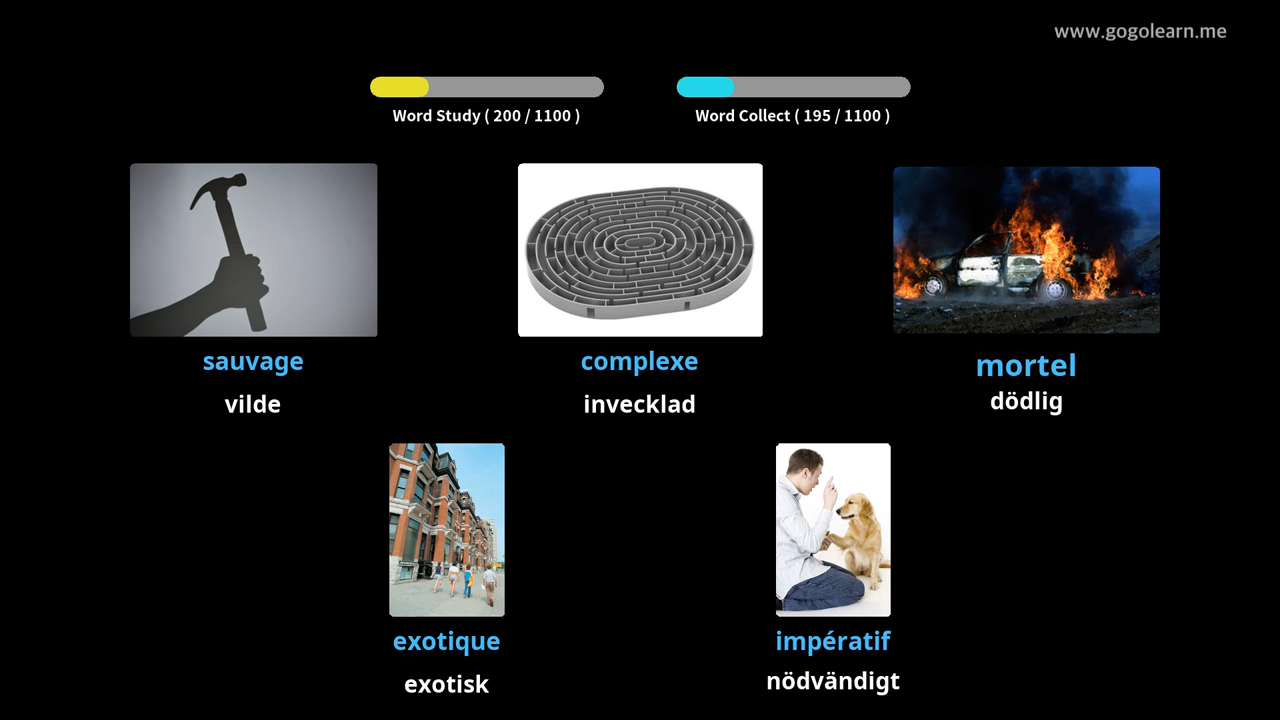 www.gogolearn.me
Word Study ( 200 / 1100 )
Word Collect ( 195 / 1100 )
sauvage
vilde
complexe
invecklad
mortel
dödlig
exotique
exotisk
impératif
nödvändigt